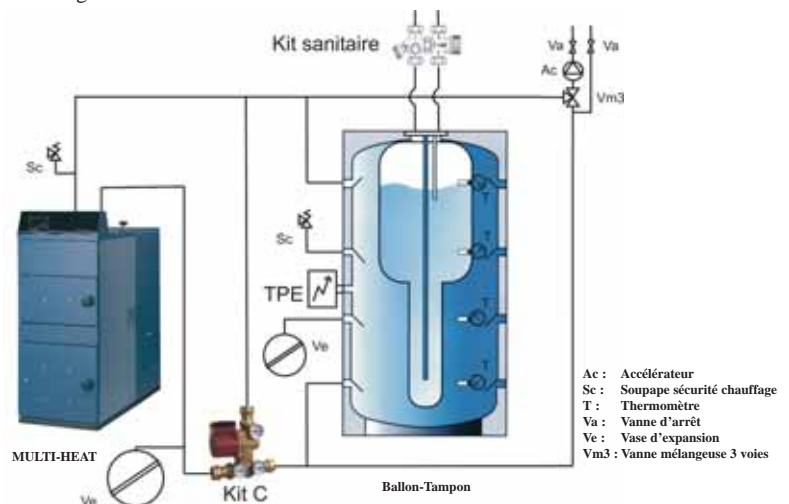 Kit sanitaire
Va
Va
Ac
Vm3
Sc
T
Sc
T
TPE
Ve
T
T
Ac : Accélérateur
Sc : Soupape sécurité chauffage
T : Thermomètre
Va : Vanne d'arrêt
Ve : Vase d'expansion
Vm3 : Vanne mélangeuse 3 voies
MULTI-HEAT
Ve
Kit C
Ballon-Tampon